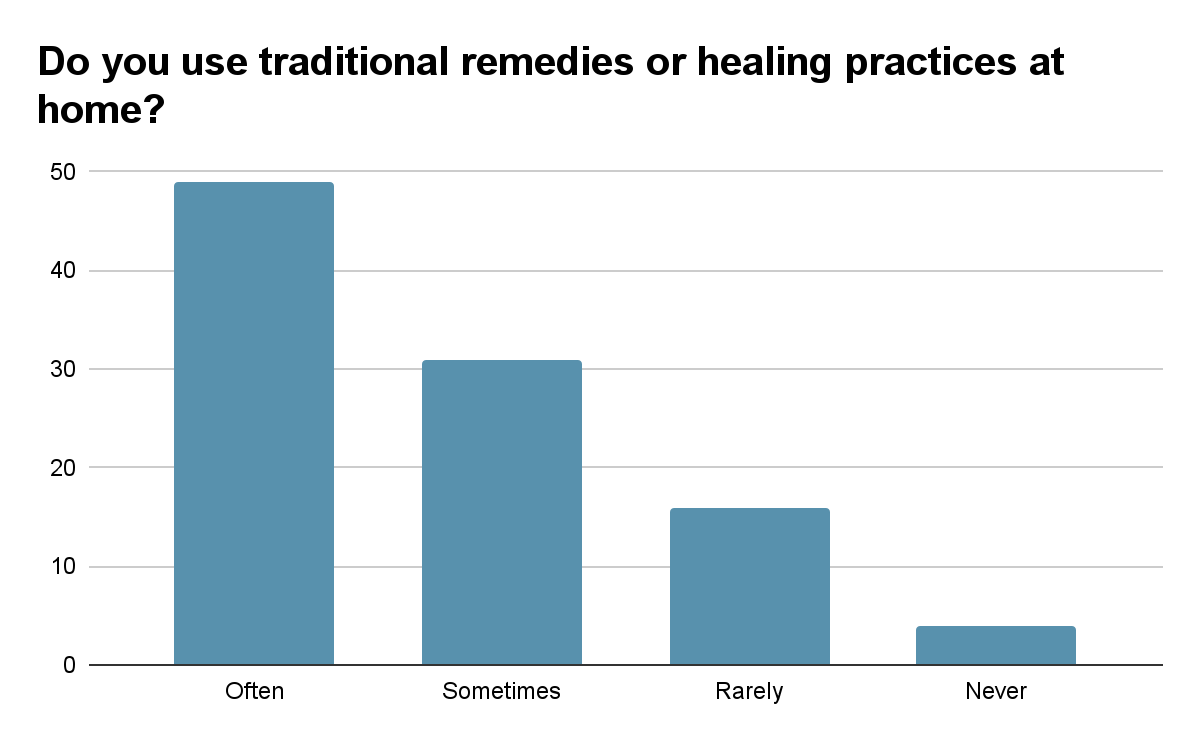 Do you use traditional remedies or healing practices at
home?
50
40
30
20
10
0
Often
Sometimes
Rarely
Never